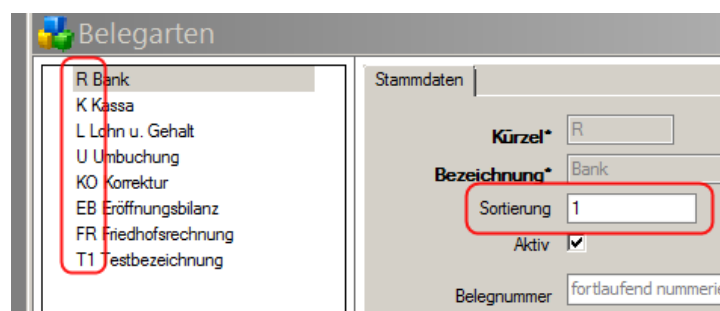 Belegarten
R Bank
K Kassa
L Lohn u. Gehalt
U Umbuchung
KO Korrektur
EB Eröffnungsbilanz
FR Friedhofsrechnung
T1 Testbezeichnung
Stammdaten
Kürzel* R
Bezeichnung* Bank
Sortierung 1
Aktiv
Belegnummer fortlaufend nummerie